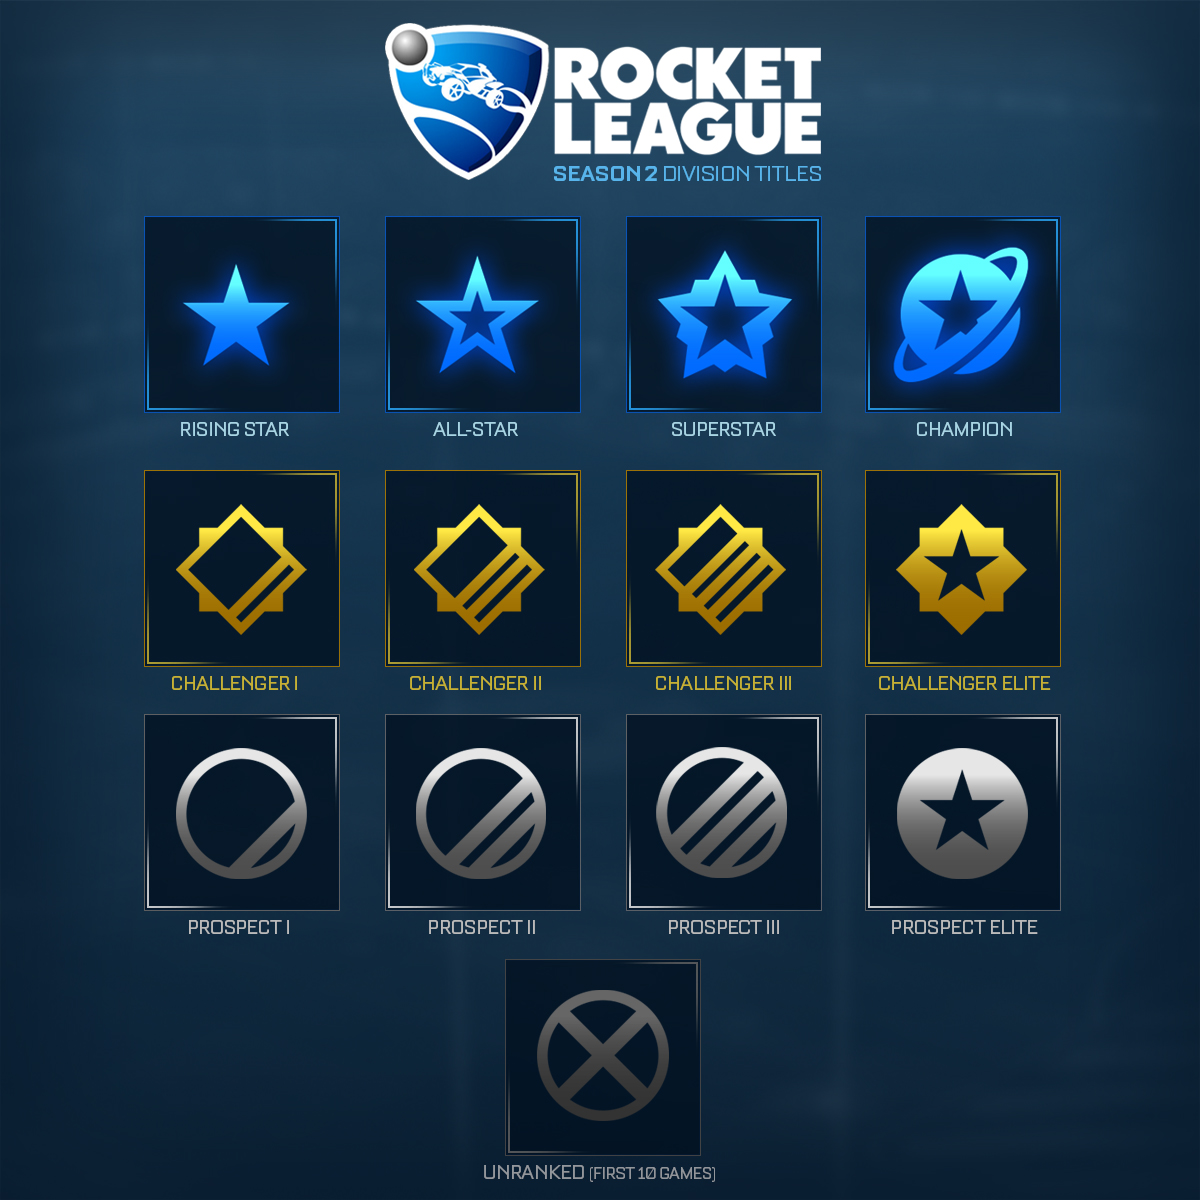 ROCKET
LEAGUE
SEASON 2 DIVISION TITLES
RISING STAR
ALL-STAR
SUPERSTAR
CHAMPION
CHALLENGER I
CHALLENGER II
CHALLENGER III
CHALLENGER ELITE
PROSPECT I
PROSPECT II
PROSPECT III
PROSPECT ELITE
UNRANKED (FIRST 10 GAMES)